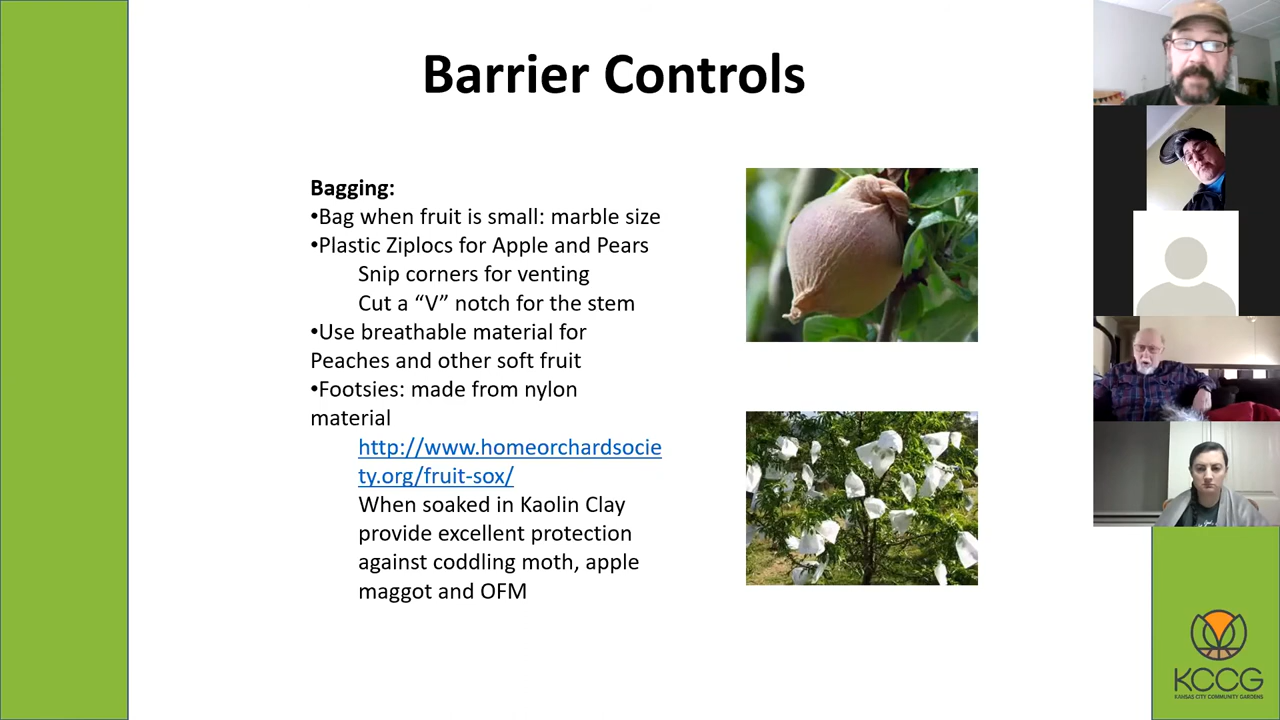 Barrier Controls
Bagging:
•Bag when fruit is small: marble size
•Plastic Ziplocs for Apple and Pears
Snip corners for venting
Cut a “V” notch for the stem
•Use breathable material for
Peaches and other soft fruit
•Footsies: made from nylon
material
http://www.homeorchardsocie
ty.org/fruit-sox/
When soaked in Kaolin Clay
provide excellent protection
against coddling moth, apple
maggot and OFM
KCCG
KANSAS CITY COMMUNITY GARDENS